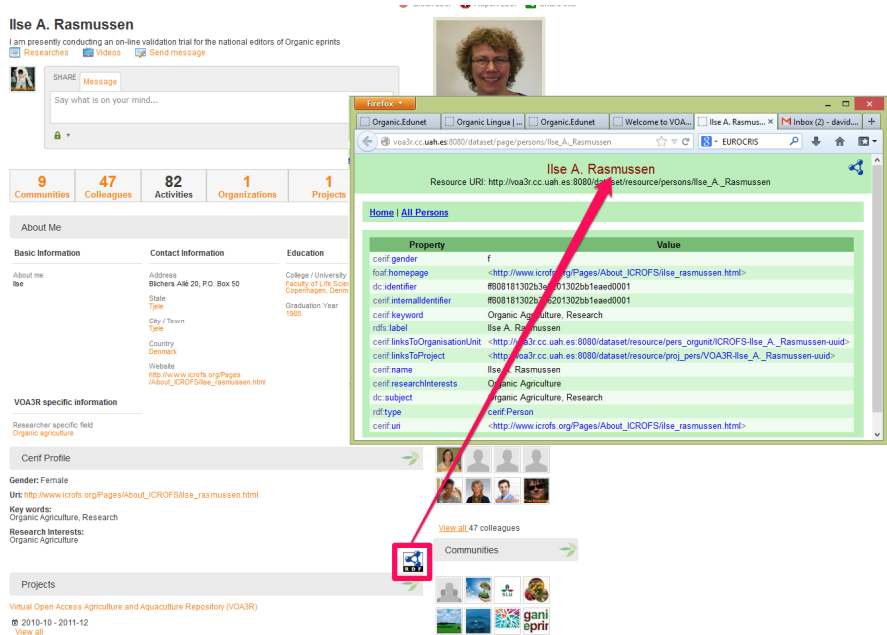 Ilse A. Rasmussen
I am presently conducting an on-line validation trial for the national editors of Organic eprints
Researches Videos Send message
SHARE Message
Say what is on your mind...
9 Communities
47 Colleagues
82 Activities
1 Organizations
1 Projects
About Me
Basic Information
About me
Ilse
Contact Information
Address
Blichers Allé 20, P.O. Box 50
State
Tjele
City / Town
Tjele
Country
Denmark
Website
http://www.icrofs.org/Pages
/About_ICROFS/ilse_rasmussen.html
Education
College / University
Faculty of Life
Copenhagen,
Graduation Year
1985
VOA3R specific information
Researcher specific field
Organic agriculture
Cerif Profile
Gender: Female
Uri: http://www.icrofs.org/Pages/About_ICROFS/ilse_rasmussen.html
Key words:
Organic Agriculture, Research
Research Interests:
Organic Agriculture
RDF
Projects
Virtual Open Access Agriculture and Aquaculture Repository (VOA3R)
2010-10 - 2011-12
View all
Firefox
Organic.Edunet
Organic Lingua | ...
Organic.Edunet
Welcome to VOA...
Ilse A. Rasmus... ×
Inbox (2) - david....
+
voa3r.cc.uah.es:8080/dataset/page/persons/Ilse_A._Rasmussen
EUROCRIS
Ilse A. Rasmussen
Resource URI: http://voa3r.cc.uah.es:8080/dataset/resource/persons/Ilse_A._Rasmussen
Home | All Persons
Property Value
cerif:gender f
foaf:homepage <http://www.icrofs.org/Pages/About_ICROFS/ilse_rasmussen.html>
dc:identifier
cerif:internalIdentifier
cerif:keyword Organic Agriculture, Research
rdfs:label Ilse A. Rasmussen
cerif:linksToOrganisationUnit <http://voa3r.cc.uah.es:8080/dataset/resource/pers_orgunit/ICROFS-Ilse_A._Rasmussen-uuid>
cerif:linksToProject <http://voa3r.cc.uah.es:8080/dataset/resource/proj_pers/VOA3R-Ilse_A._Rasmussen-uuid>
cerif:name Ilse A. Rasmussen
cerif:researchInterests Organic Agriculture
dc:subject Organic Agriculture, Research
rdf:type cerif:Person
cerif:uri <http://www.icrofs.org/Pages/About_ICROFS/ilse_rasmussen.html>
View all 47 colleagues
Communities
SLU
gani
eprir